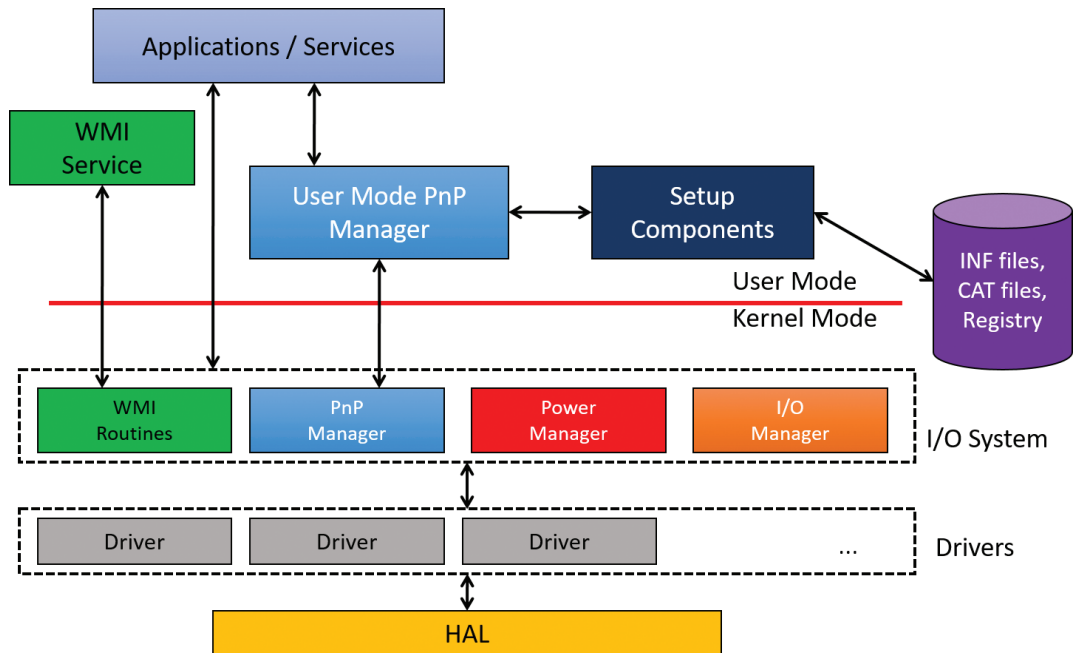 Applications / Services
WMI
Service
User Mode PnP
Manager
Setup
Components
INF files,
CAT files,
Registry
User Mode
Kernel Mode
WMI
Routines
PnP
Manager
Power
Manager
I/O
Manager
I/O System
Driver
Driver
Driver
...
Drivers
HAL